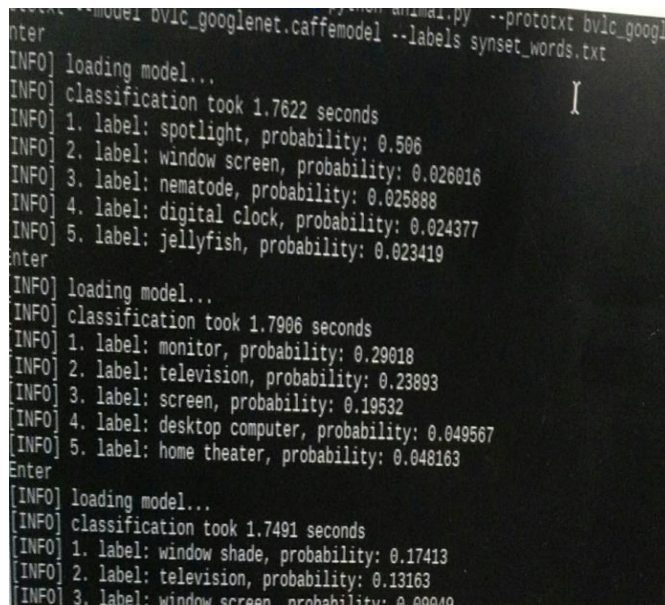 python animal.py --prototxt bvlc_googl
--model bvlc_googlenet.caffemodel --labels synset_words.txt
nter
INFO] loading model...
INFO] classification took 1.7622 seconds
INFO] 1. label: spotlight, probability: 0.506
INFO] 2. label: window screen, probability: 0.026016
INFO] 3. label: nematode, probability: 0.025888
INFO] 4. label: digital clock, probability: 0.024377
INFO] 5. label: jellyfish, probability: 0.023419
nter
INFO] loading model...
INFO] classification took 1.7906 seconds
INFO] 1. label: monitor, probability: 0.29018
[INFO] 2. label: television, probability: 0.23893
[INFO] 3. label: screen, probability: 0.19532
[INFO] 4. label: desktop computer, probability: 0.049567
[INFO] 5. label: home theater, probability: 0.048163
Enter
[INFO] loading model...
[INFO] classification took 1.7491 seconds
[INFO] 1. label: window shade, probability: 0.17413
[INFO] 2. label: television, probability: 0.13163
[INFO] 3. label: window screen, probability: